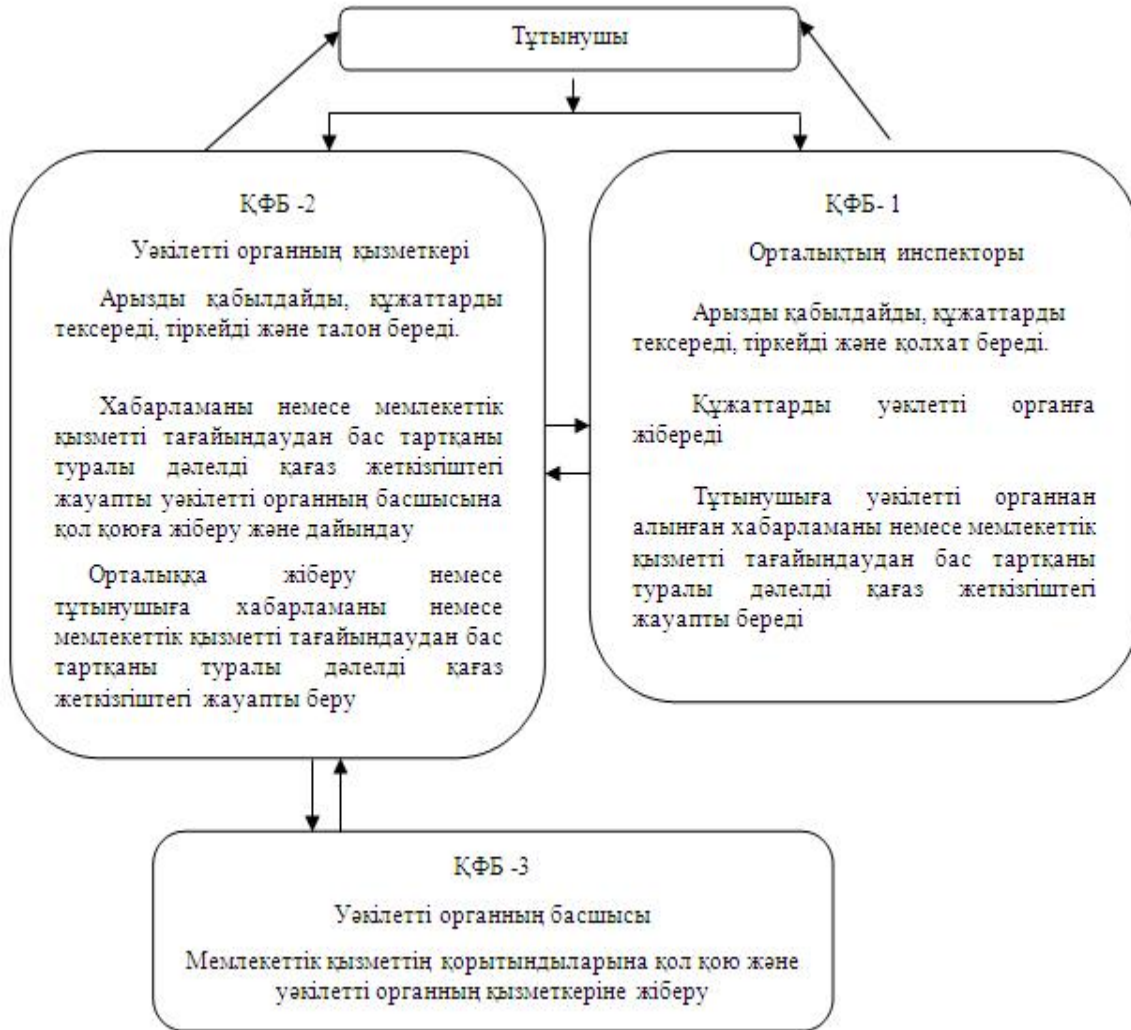 Тұтынушы
ҚФБ -2
Уәкілетті органның қызметкері
Арызды қабылдайды, құжаттарды
тексереді, тіркейді және талон береді.
Хабарламаны немесе мемлекеттік
қызметті тағайындаудан бас тартқаны
туралы дәлелді қағаз жеткізгіштегі
жауапты уәкілетті органның басшысына
қол қоюға жіберу және дайындау
Орталыққа жіберу немесе
тұтынушыға хабарламаны немесе
мемлекеттік қызметті тағайындаудан бас
тартқаны туралы дәлелді қағаз
жеткізгіштегі жауапты беру
ҚФБ- 1
Орталықтың инспекторы
Арызды қабылдайды, құжаттарды
тексереді, тіркейді және қолхат береді.
Құжаттарды уәклетті органға
жібереді
Тұтынушыға уәкілетті органнан
алынған хабарламаны немесе мемлекеттік
қызметті тағайындаудан бас тартқаны
туралы дәлелді қағаз жеткізгіштегі
жауапты береді
ҚФБ -3
Уәкілетті органның басшысы
Мемлекеттік қызметтің қорытындыларына қол қою және
уәкілетті органның қызметкеріне жіберу